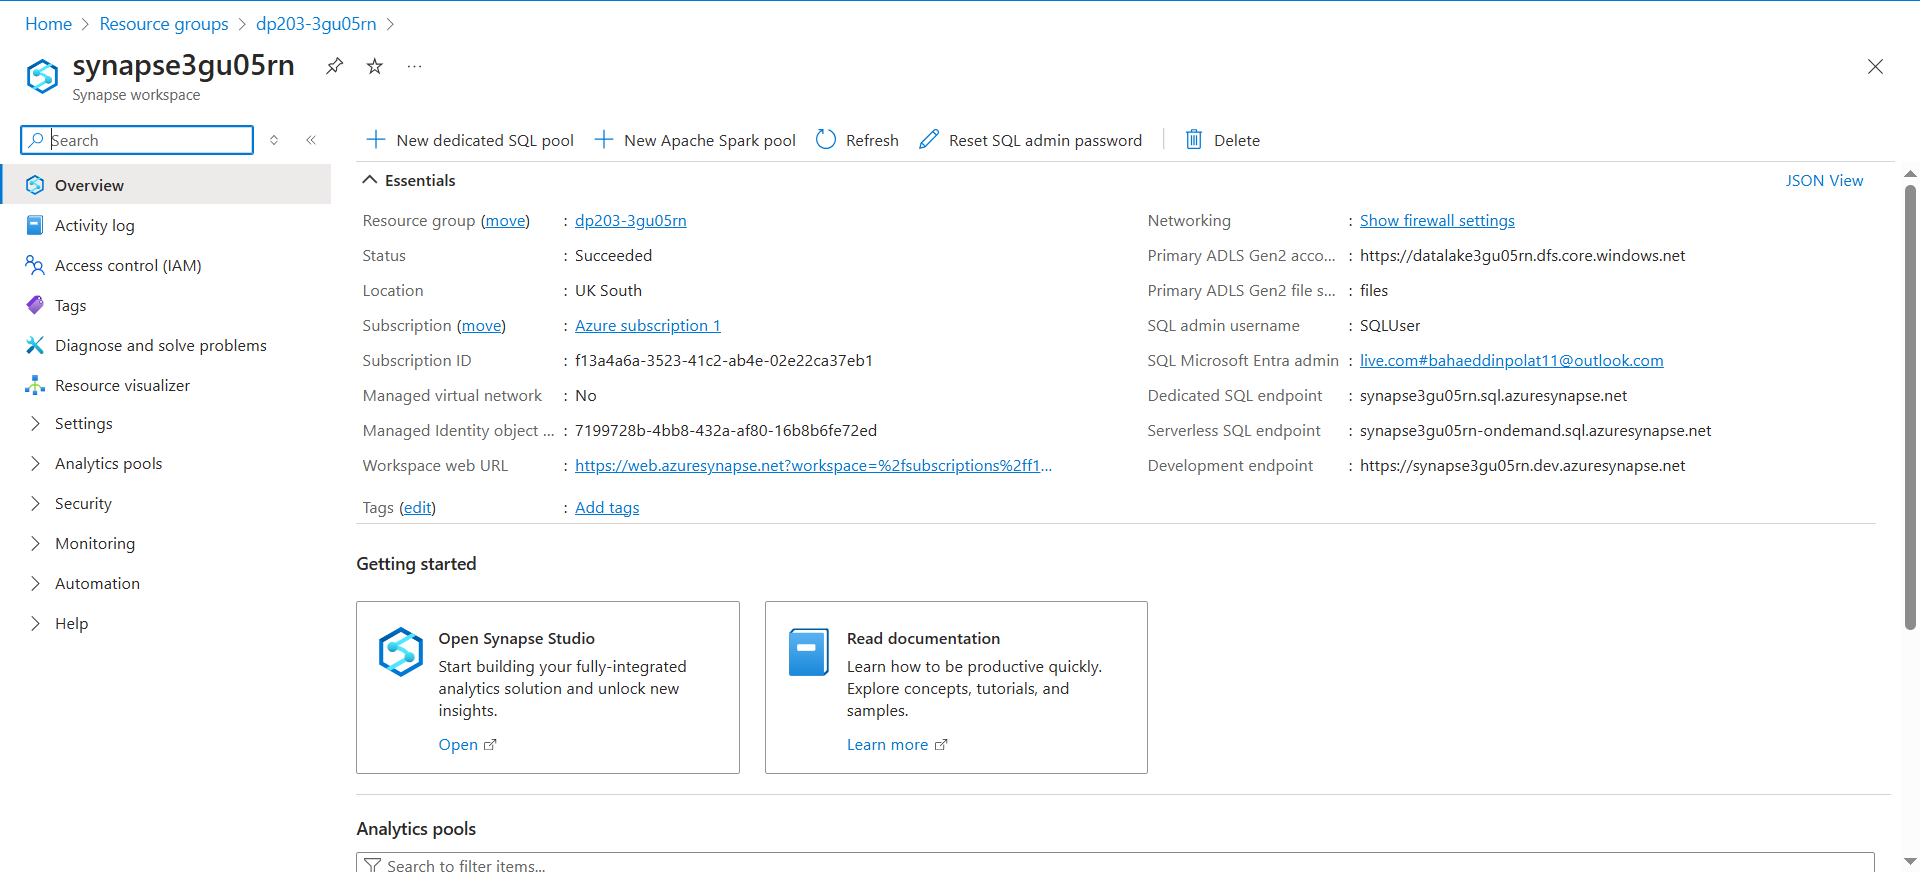 Home > Resource groups > dp203-3gu05rn >
synapse3gu05rn
Synapse workspace
Search
New dedicated SQL pool
New Apache Spark pool
Refresh
Reset SQL admin password
Delete
Overview
Activity log
Access control (IAM)
Tags
Diagnose and solve problems
Resource visualizer
Settings
Analytics pools
Security
Monitoring
Automation
Help
Essentials
JSON View
Resource group (move) : dp203-3gu05rn
Status : Succeeded
Location : UK South
Subscription (move) : Azure subscription 1
Subscription ID : f13a4a6a-3523-41c2-ab4e-02e22ca37eb1
Managed virtual network : No
Managed Identity object ... : 7199728b-4bb8-432a-af80-16b8b6fe72ed
Workspace web URL : https://web.azuresynapse.net?workspace=%2fsubscriptions%2ff1...
Tags (edit) : Add tags
Networking : Show firewall settings
Primary ADLS Gen2 acco... : https://datalake3gu05rn.dfs.core.windows.net
Primary ADLS Gen2 file s... : files
SQL admin username : SQLUser
SQL Microsoft Entra admin : live.com#bahaeddinpolat11@outlook.com
Dedicated SQL endpoint : synapse3gu05rn.sql.azuresynapse.net
Serverless SQL endpoint : synapse3gu05rn-ondemand.sql.azuresynapse.net
Development endpoint : https://synapse3gu05rn.dev.azuresynapse.net
Getting started
Open Synapse Studio
Start building your fully-integrated
analytics solution and unlock new
insights.
Open
Read documentation
Learn how to be productive quickly.
Explore concepts, tutorials, and
samples.
Learn more
Analytics pools
Search to filter items...